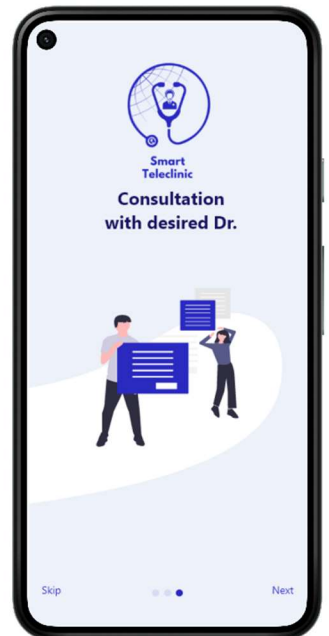 Smart
Teleclinic
Consultation
with desired Dr.
Skip
Next